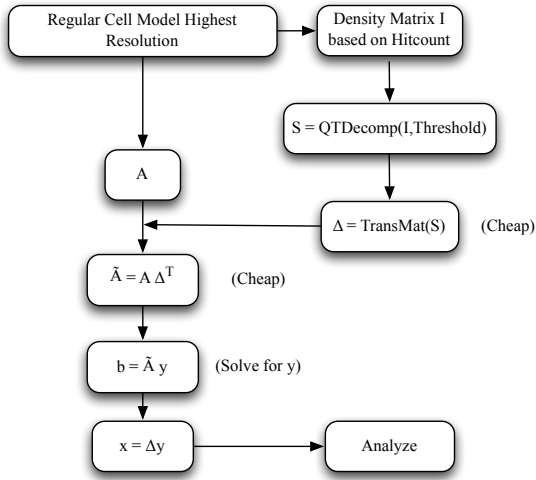 Regular Cell Model Highest
Resolution
Density Matrix I
based on Hitcount
S = QTDecomp(I,Threshold)
A
Δ = TransMat(S)
(Cheap)
Ã = A Δᵀ
(Cheap)
b = Ã y
(Solve for y)
x = Δy
Analyze